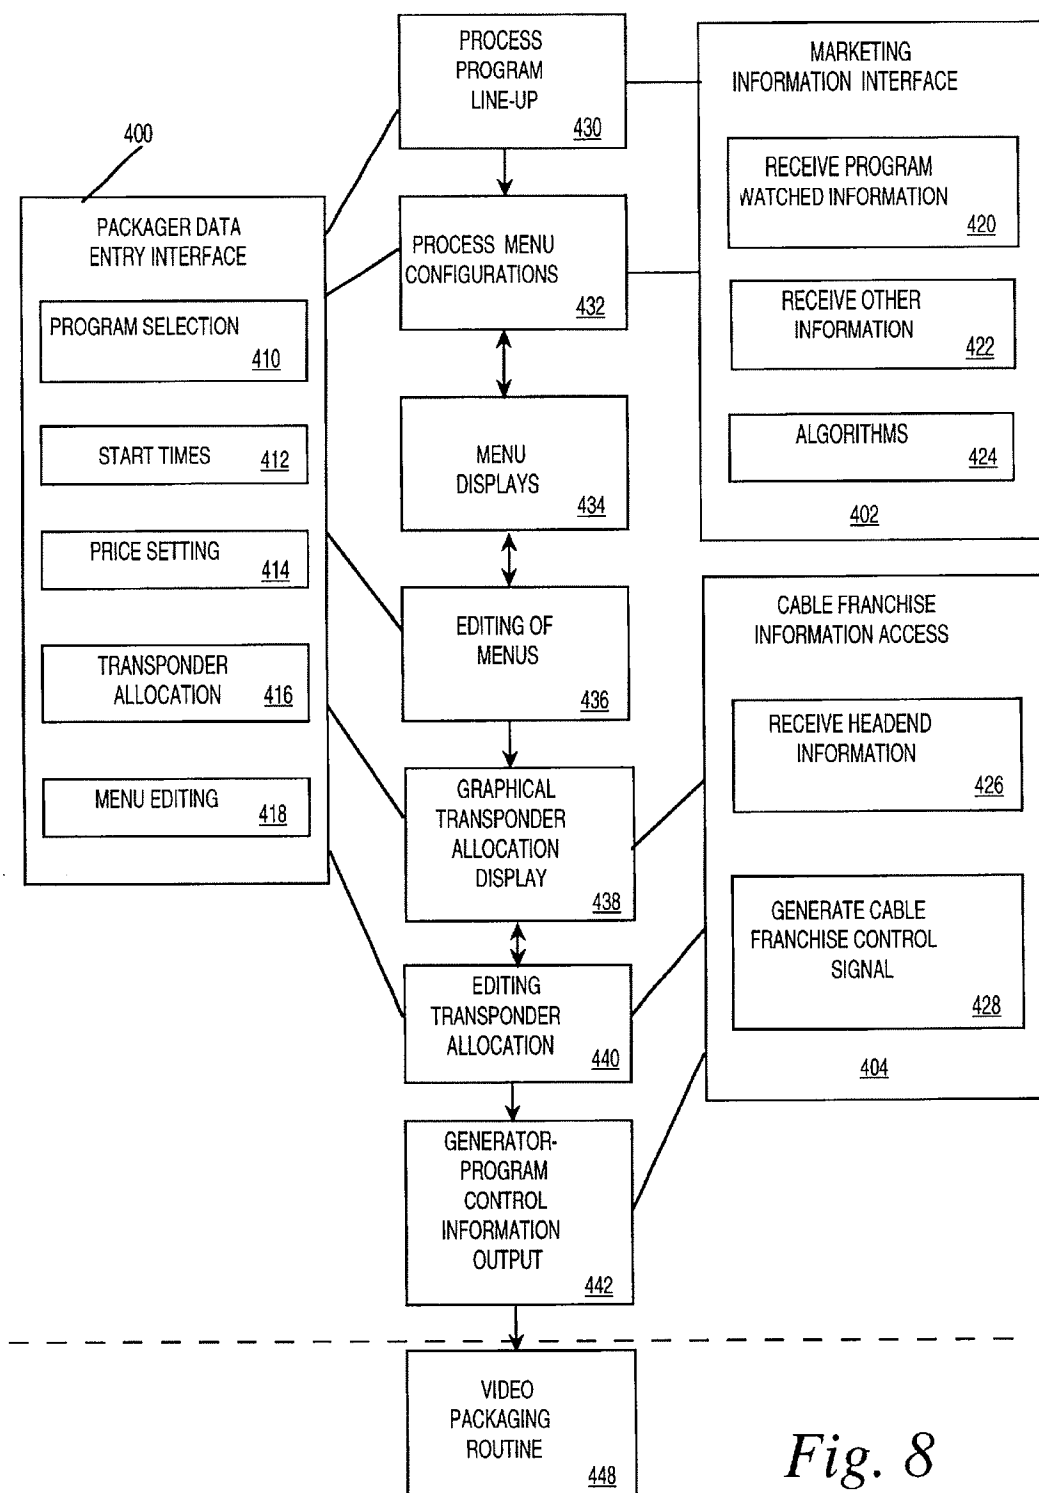 400
PACKAGER DATA
ENTRY INTERFACE
PROGRAM SELECTION
410
START TIMES
412
PRICE SETTING
414
TRANSPONDER
ALLOCATION
416
MENU EDITING
418
PROCESS
PROGRAM
LINE-UP
430
PROCESS MENU
CONFIGURATIONS
432
MENU
DISPLAYS
434
EDITING OF
MENUS
436
GRAPHICAL
TRANSPONDER
ALLOCATION
DISPLAY
438
EDITING
TRANSPONDER
ALLOCATION
440
GENERATOR-
PROGRAM
CONTROL
INFORMATION
OUTPUT
442
VIDEO
PACKAGING
ROUTINE
448
MARKETING
INFORMATION INTERFACE
RECEIVE PROGRAM
WATCHED INFORMATION
420
RECEIVE OTHER
INFORMATION
422
ALGORITHMS
424
402
CABLE FRANCHISE
INFORMATION ACCESS
RECEIVE HEADEND
INFORMATION
426
GENERATE CABLE
FRANCHISE CONTROL
SIGNAL
428
404
Fig. 8